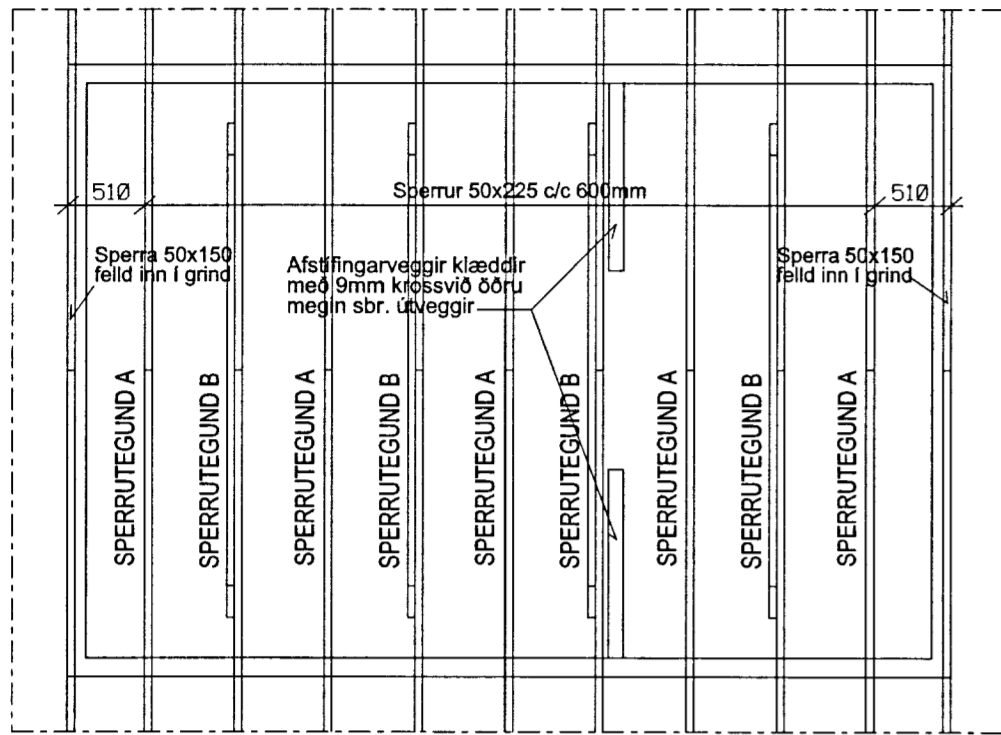 510
Sperrur 50x225 c/c 600mm
510
Sperra 50x150
felld inn í grind
Afstífingarveggir klæddir
með 9mm krossvið öðru
megin sbr. útveggir
Sperra 50x150
felld inn í grind
SPERRUTEGUND A
SPERRUTEGUND B
SPERRUTEGUND A
SPERRUTEGUND B
SPERRUTEGUND A
SPERRUTEGUND B
SPERRUTEGUND A
SPERRUTEGUND B
SPERRUTEGUND A